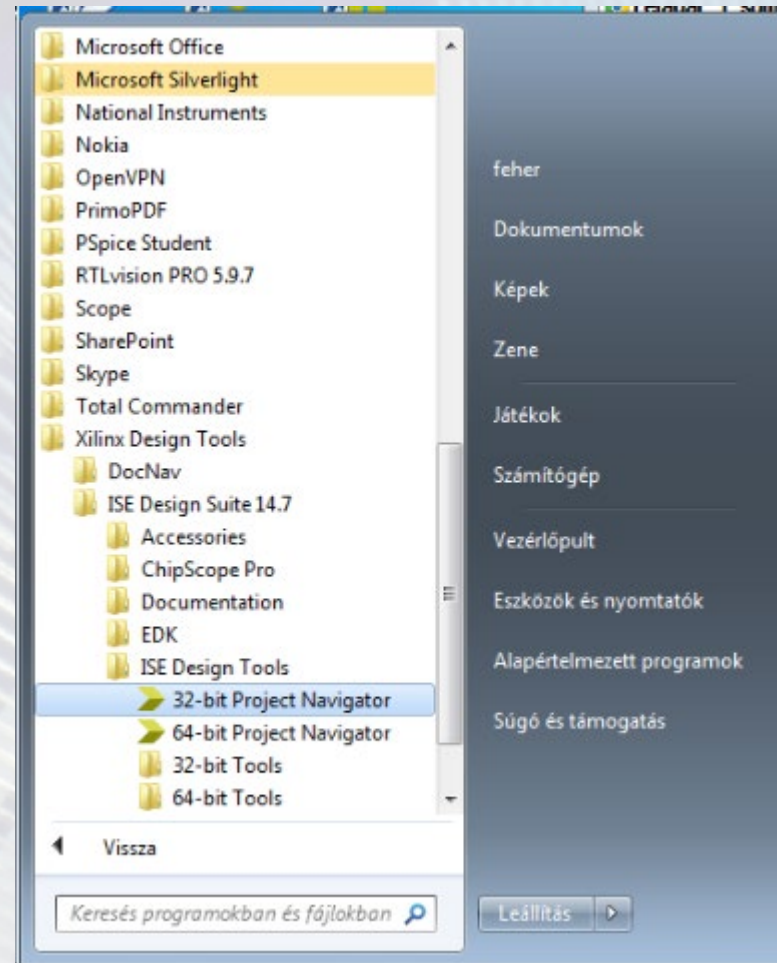 Microsoft Office
Microsoft Silverlight
National Instruments
Nokia
OpenVPN
PrimoPDF
PSpice Student
RTLvision PRO 5.9.7
Scope
SharePoint
Skype
Total Commander
Xilinx Design Tools
DocNav
ISE Design Suite 14.7
Accessories
ChipScope Pro
Documentation
EDK
ISE Design Tools
32-bit Project Navigator
64-bit Project Navigator
32-bit Tools
64-bit Tools
Vissza
Keresés programokban és fájlokban
feher
Dokumentumok
Képek
Zene
Játékok
Számítógép
Vezérlőpult
Eszközök és nyomtatók
Alapértelmezett programok
Súgó és támogatás
Leállítás